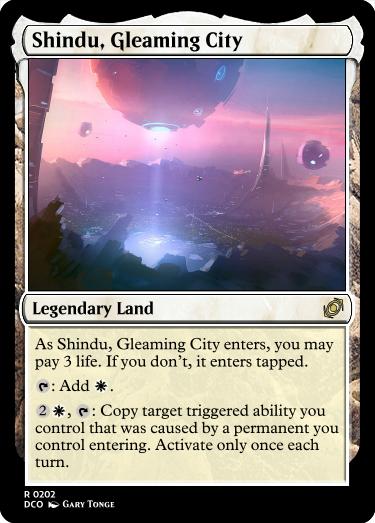 Shindu, Gleaming City
Legendary Land
As Shindu, Gleaming City enters, you may
pay 3 life. If you don't, it enters tapped.
: Add .
2 , : Copy target triggered ability you
control that was caused by a permanent you
control entering. Activate only once each
turn.
R 0202
DCO Gary Tonge